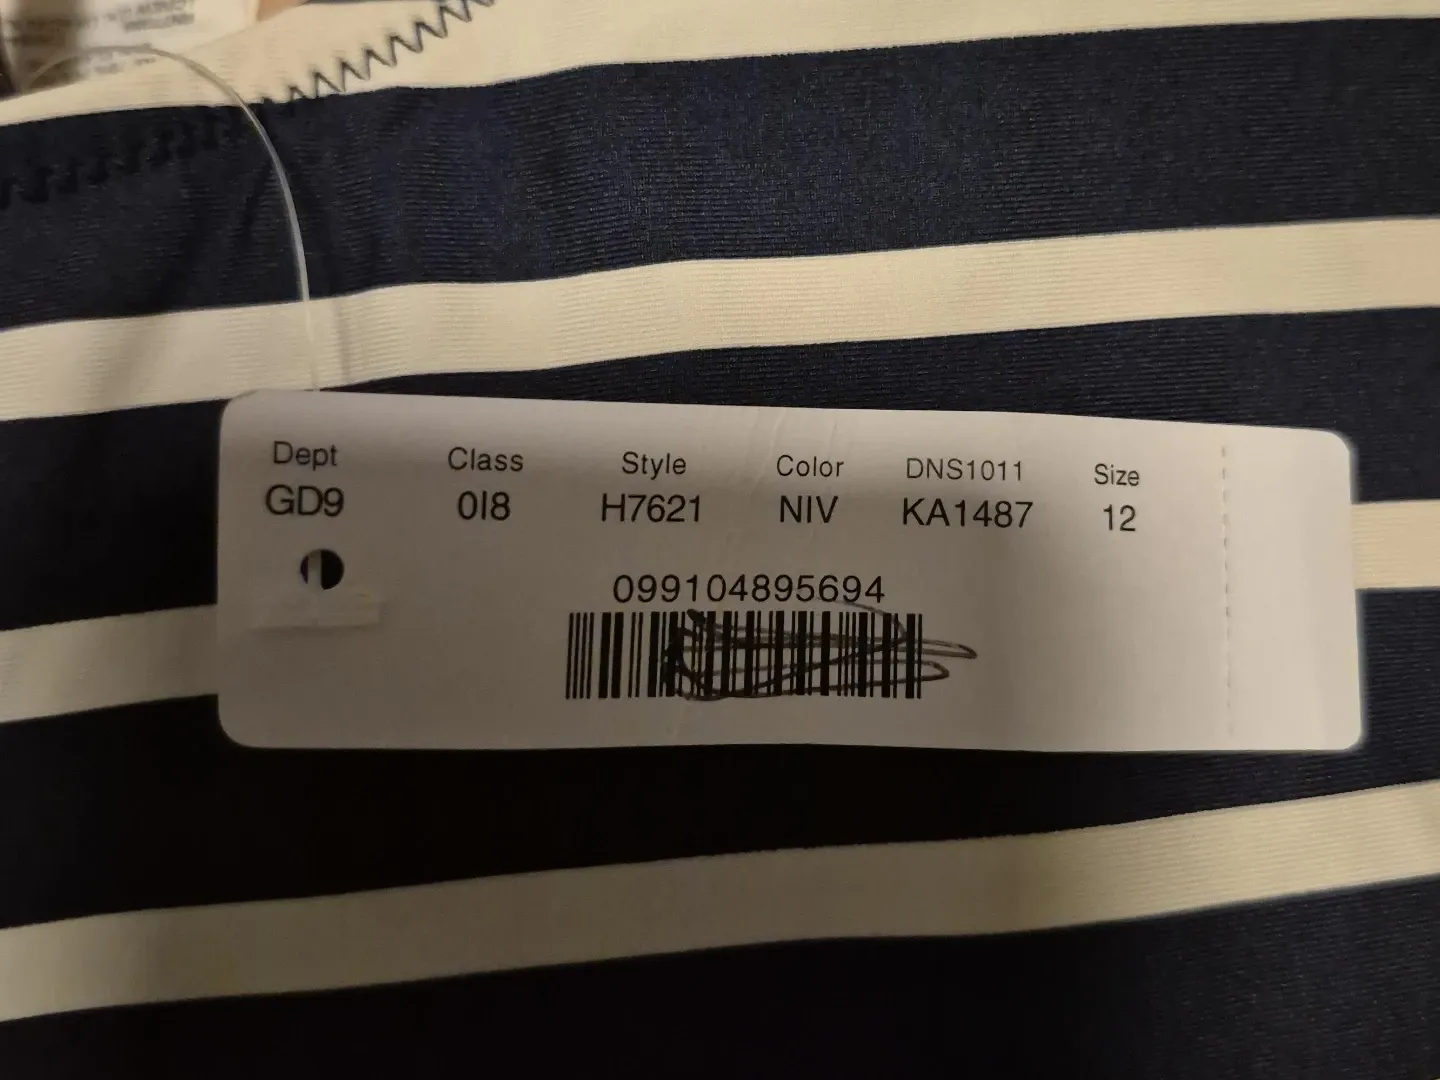 Dept Class Style Color DNS1011 Size
GD9 0I8 H7621 NIV KA1487 12
099104895694